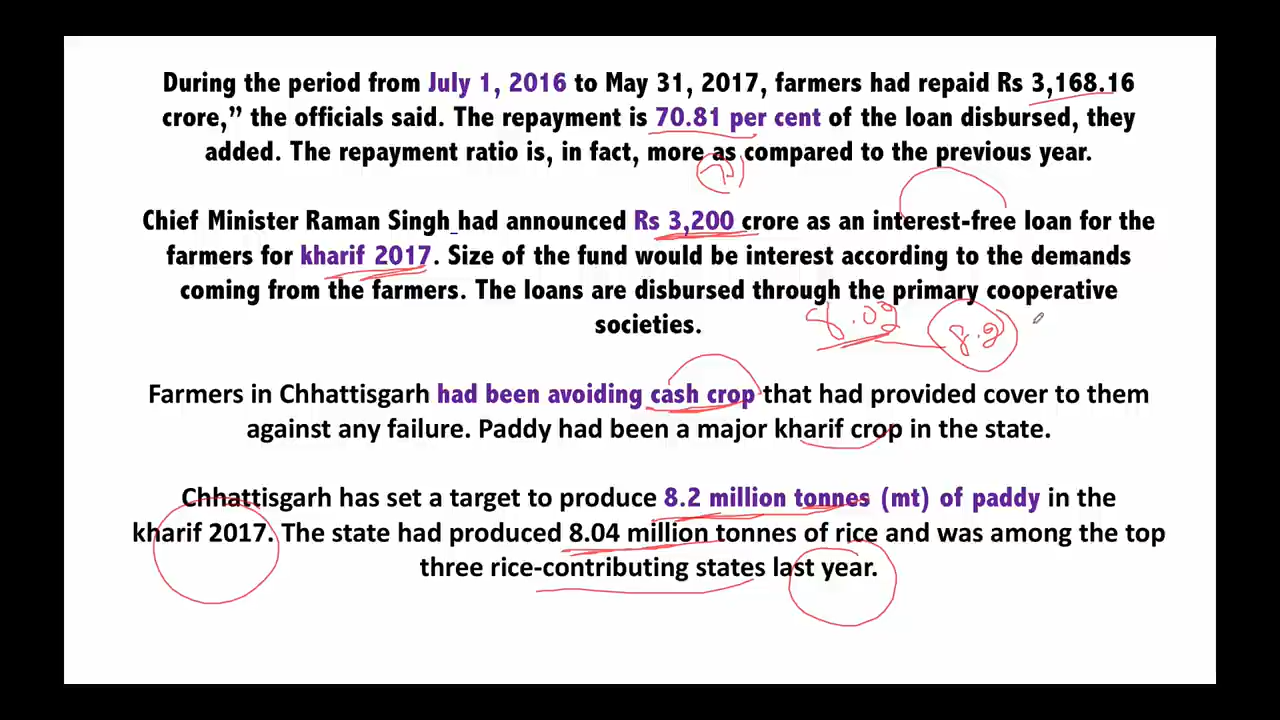 During the period from July 1, 2016 to May 31, 2017, farmers had repaid Rs 3,168.16
crore,” the officials said. The repayment is 70.81 per cent of the loan disbursed, they
added. The repayment ratio is, in fact, more as compared to the previous year.
Chief Minister Raman Singh had announced Rs 3,200 crore as an interest-free loan for the
farmers for kharif 2017. Size of the fund would be interest according to the demands
coming from the farmers. The loans are disbursed through the primary cooperative
societies.
8.2
Farmers in Chhattisgarh had been avoiding cash crop that had provided cover to them
against any failure. Paddy had been a major kharif crop in the state.
Chhattisgarh has set a target to produce 8.2 million tonnes (mt) of paddy in the
kharif 2017. The state had produced 8.04 million tonnes of rice and was among the top
three rice-contributing states last year.